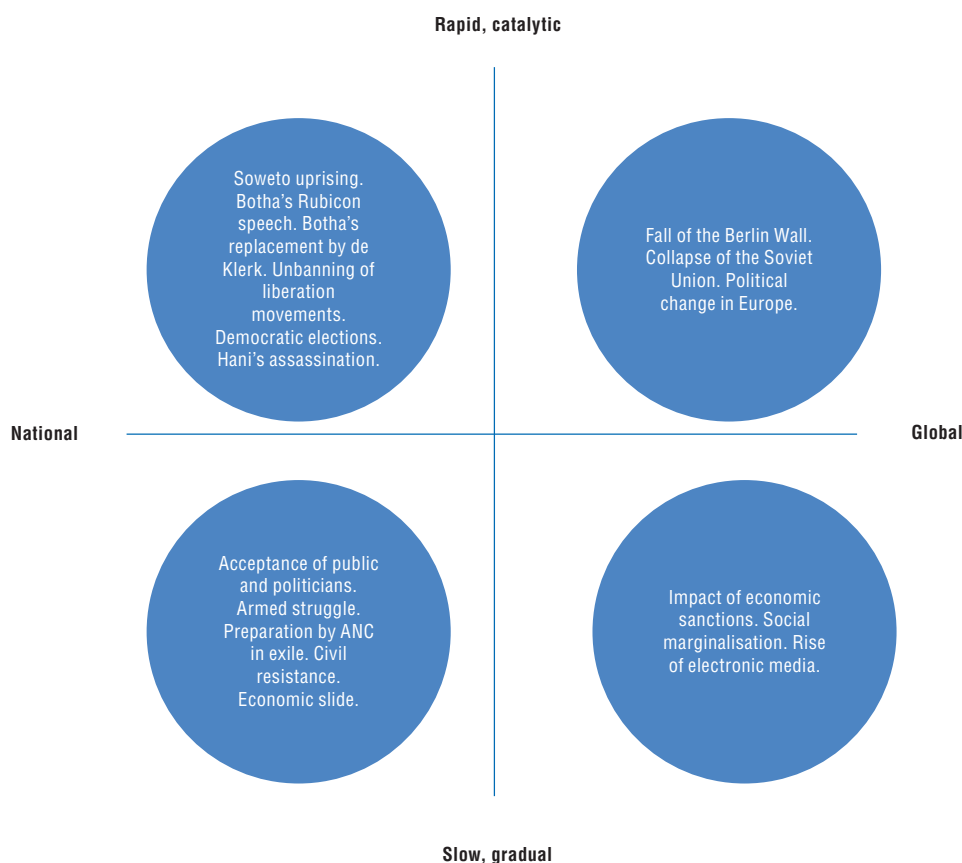 Rapid, catalytic
Soweto uprising.
Botha’s Rubicon
speech. Botha’s
replacement by de
Klerk. Unbanning of
liberation
movements.
Democratic elections.
Hani’s assassination.
Fall of the Berlin Wall.
Collapse of the Soviet
Union. Political
change in Europe.
National
Global
Acceptance of public
and politicians.
Armed struggle.
Preparation by ANC
in exile. Civil
resistance.
Economic slide.
Impact of economic
sanctions. Social
marginalisation. Rise
of electronic media.
Slow, gradual